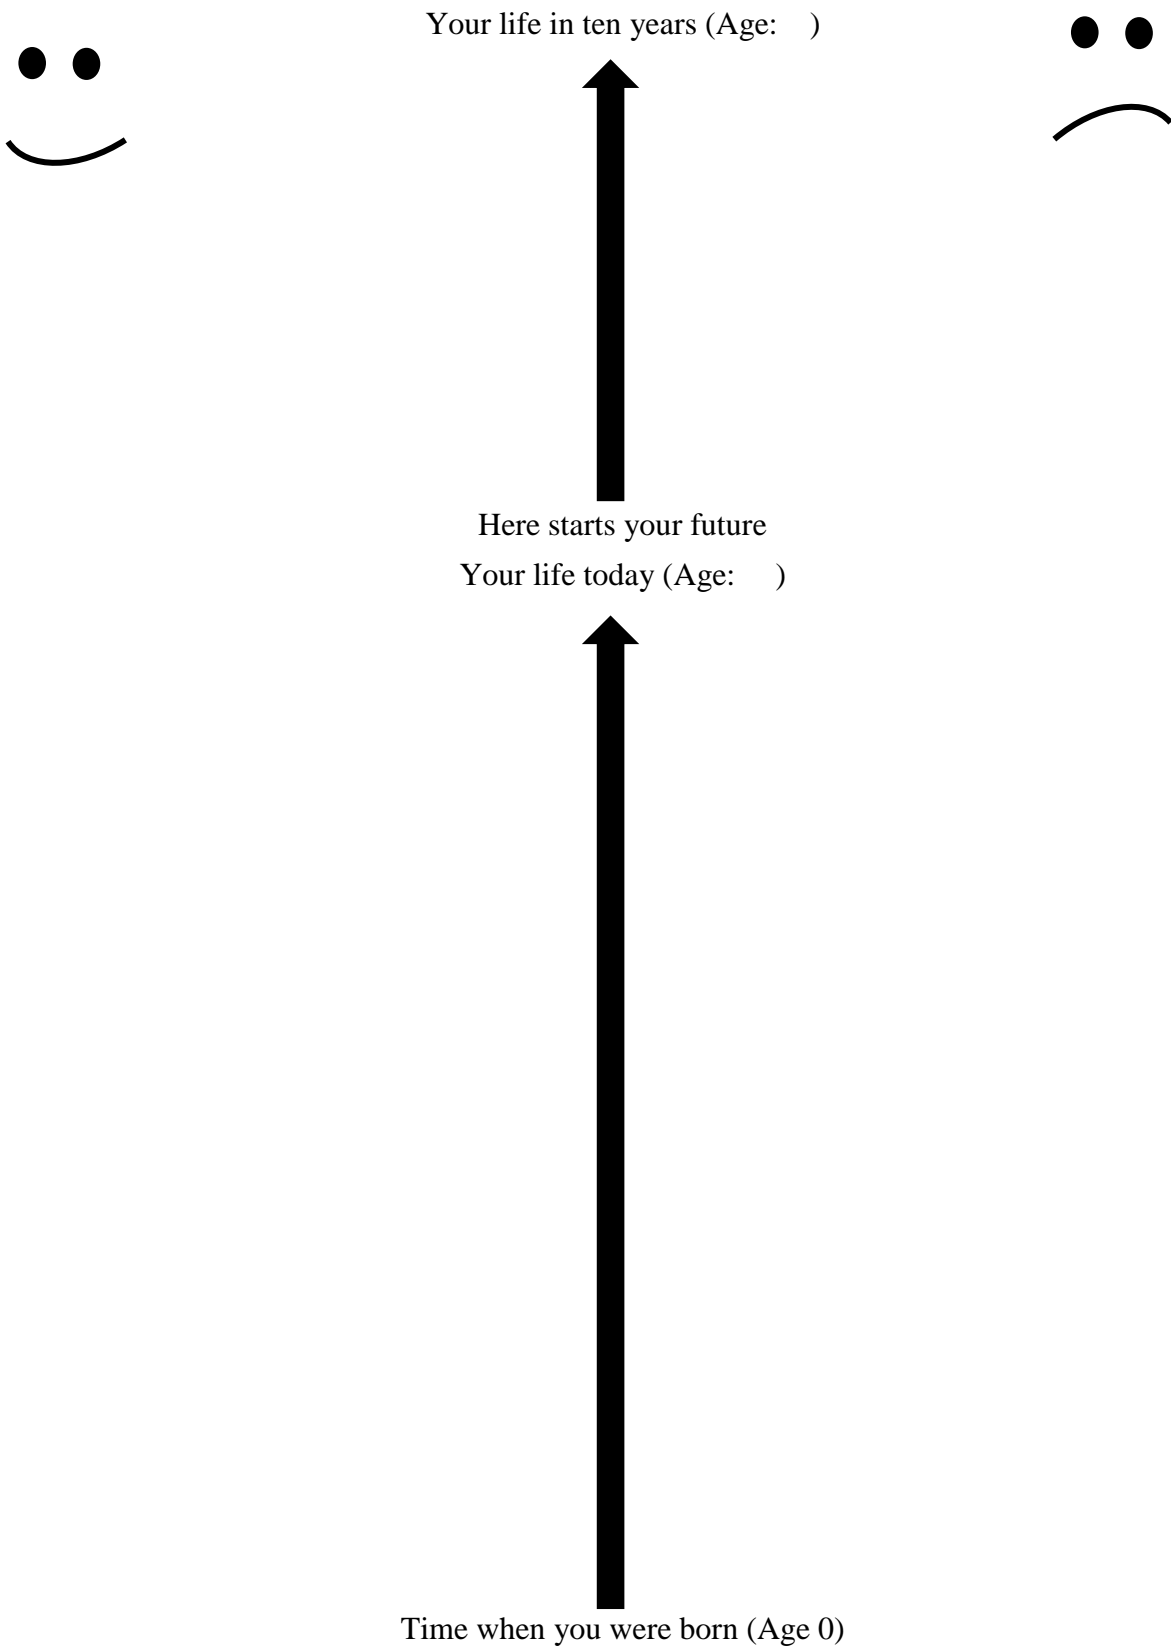 Your life in ten years (Age:    )
Here starts your future
Your life today (Age:     )
Time when you were born (Age 0)